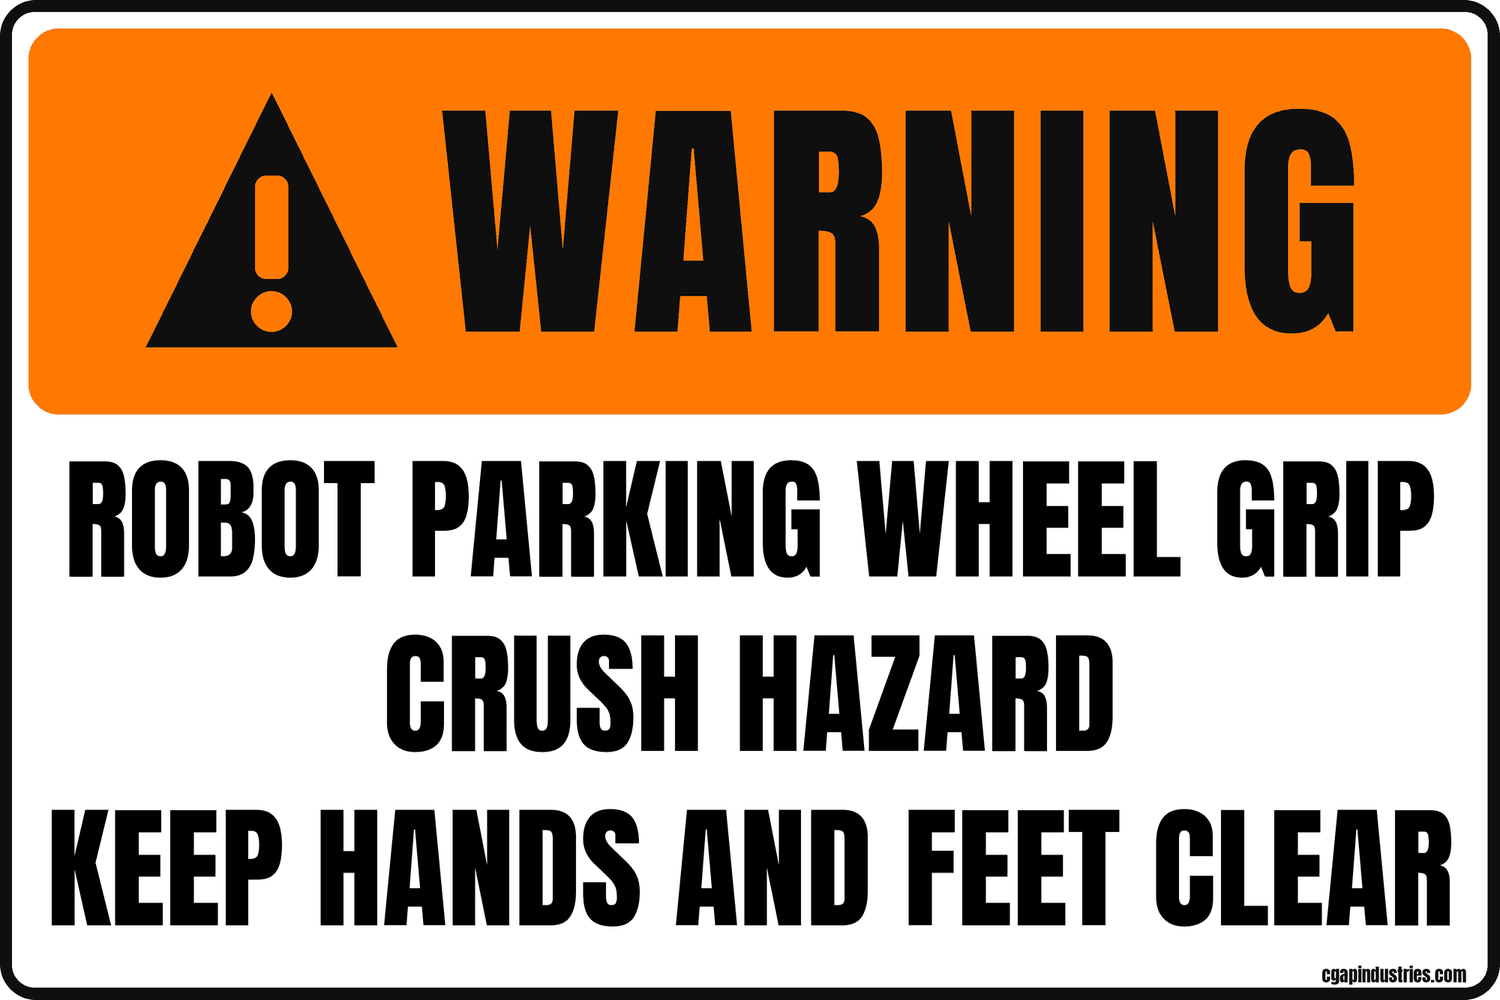 WARNING
ROBOT PARKING WHEEL GRIP
CRUSH HAZARD
KEEP HANDS AND FEET CLEAR
cgapindustries.com